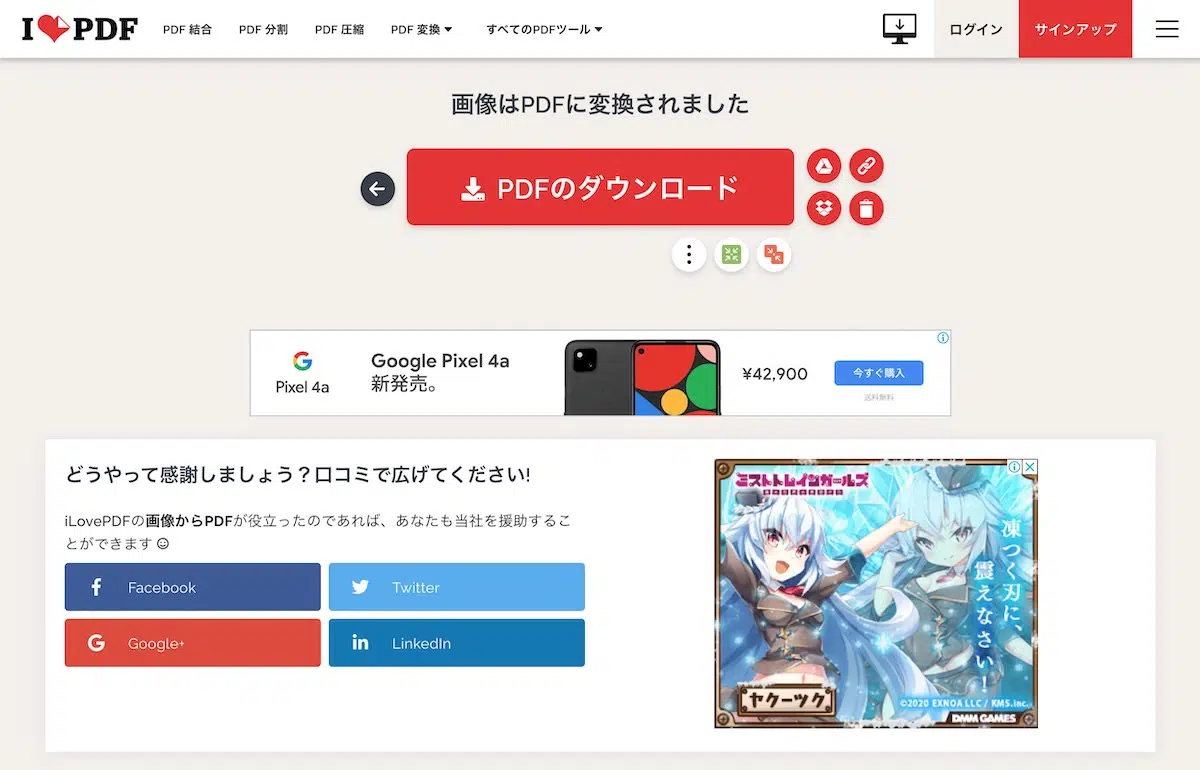 I PDF
PDF 結合
PDF 分割
PDF 圧縮
PDF 変換
すべてのPDFツール
ログイン
サインアップ
画像はPDFに変換されました
PDFのダウンロード
Pixel 4a
Google Pixel 4a
新発売。
¥42,900
今すぐ購入
送料無料
どうやって感謝しましょう？口コミで広げてください!
iLovePDFの画像からPDFが役立ったのであれば、あなたも当社を援助するこ
とができます
Facebook
Twitter
Google+
LinkedIn
ミストトレインガールズ
凍つく刃に、
震えなさい！
ヤクーツク
©2020 EXNOA LLC / KMS.inc.
DMM GAMES